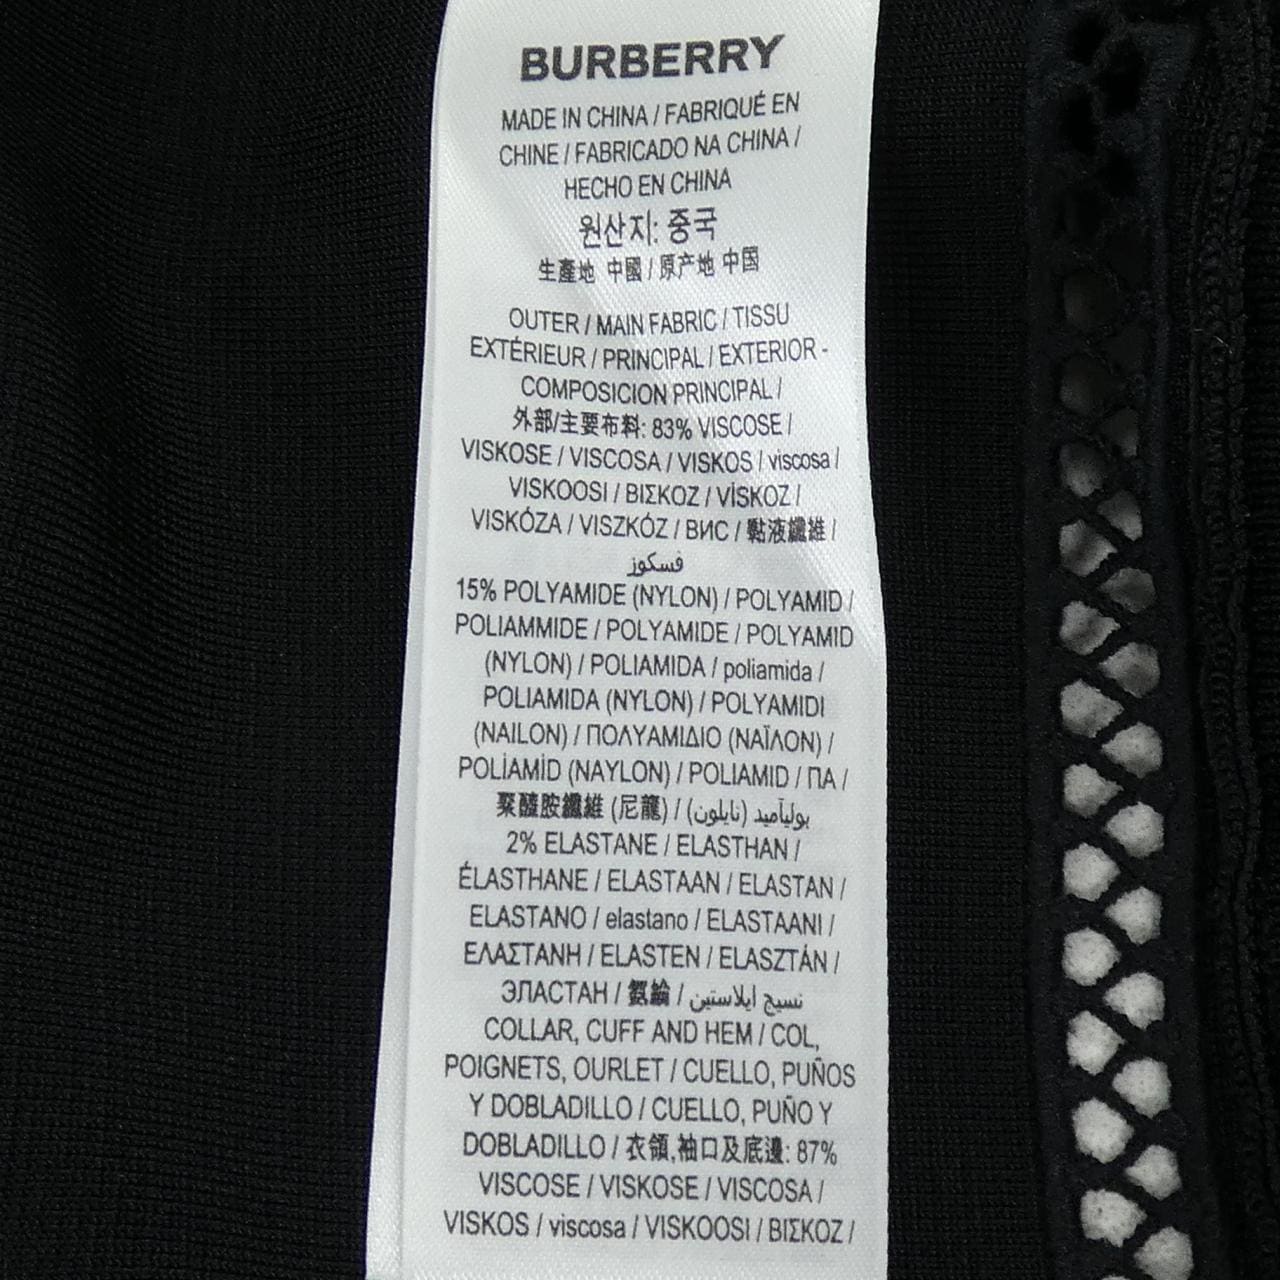 BURBERRY
MADE IN CHINA / FABRIQUÉ EN
CHINE / FABRICADO NA CHINA /
HECHO EN CHINA
원산지: 중국
生產地 中國 / 原产地 中国
OUTER / MAIN FABRIC / TISSU
EXTÉRIEUR / PRINCIPAL / EXTERIOR -
COMPOSICION PRINCIPAL /
外部/主要布料: 83% VISCOSE /
VISKOSE / VISCOSA / VISKOS / viscosa /
VISKOOSI / ΒΙΣΚΟΖ / VİSKOZ /
VISKÓZA / VISZKÓZ / ВИС / 黏液纖維 /
فسكوز
15% POLYAMIDE (NYLON) / POLYAMID /
POLIAMMIDE / POLYAMIDE / POLYAMID
(NYLON) / POLIAMIDA / poliamida /
POLIAMIDA (NYLON) / POLYAMIDI
(NAILON) / ΠΟΛΥΑΜΙΔΙΟ (ΝΑΪΛΟΝ) /
POLİAMİD (NAYLON) / POLIAMID / ПА /
聚醯胺纖維 (尼龍) / بوليآميد (نايلون)
2% ELASTANE / ELASTHAN /
ÉLASTHANE / ELASTAAN / ELASTAN /
ELASTANO / elastano / ELASTAANI /
ΕΛΑΣΤΑΝΗ / ELASTEN / ELASZTÁN /
ЭЛАСТАН / 氨綸 / نسيج ايلاستين
COLLAR, CUFF AND HEM / COL,
POIGNETS, OURLET / CUELLO, PUÑOS
Y DOBLADILLO / CUELLO, PUÑO Y
DOBLADILLO / 衣領,袖口及底邊: 87%
VISCOSE / VISKOSE / VISCOSA /
VISKOS / viscosa / VISKOOSI / ΒΙΣΚΟΖ /